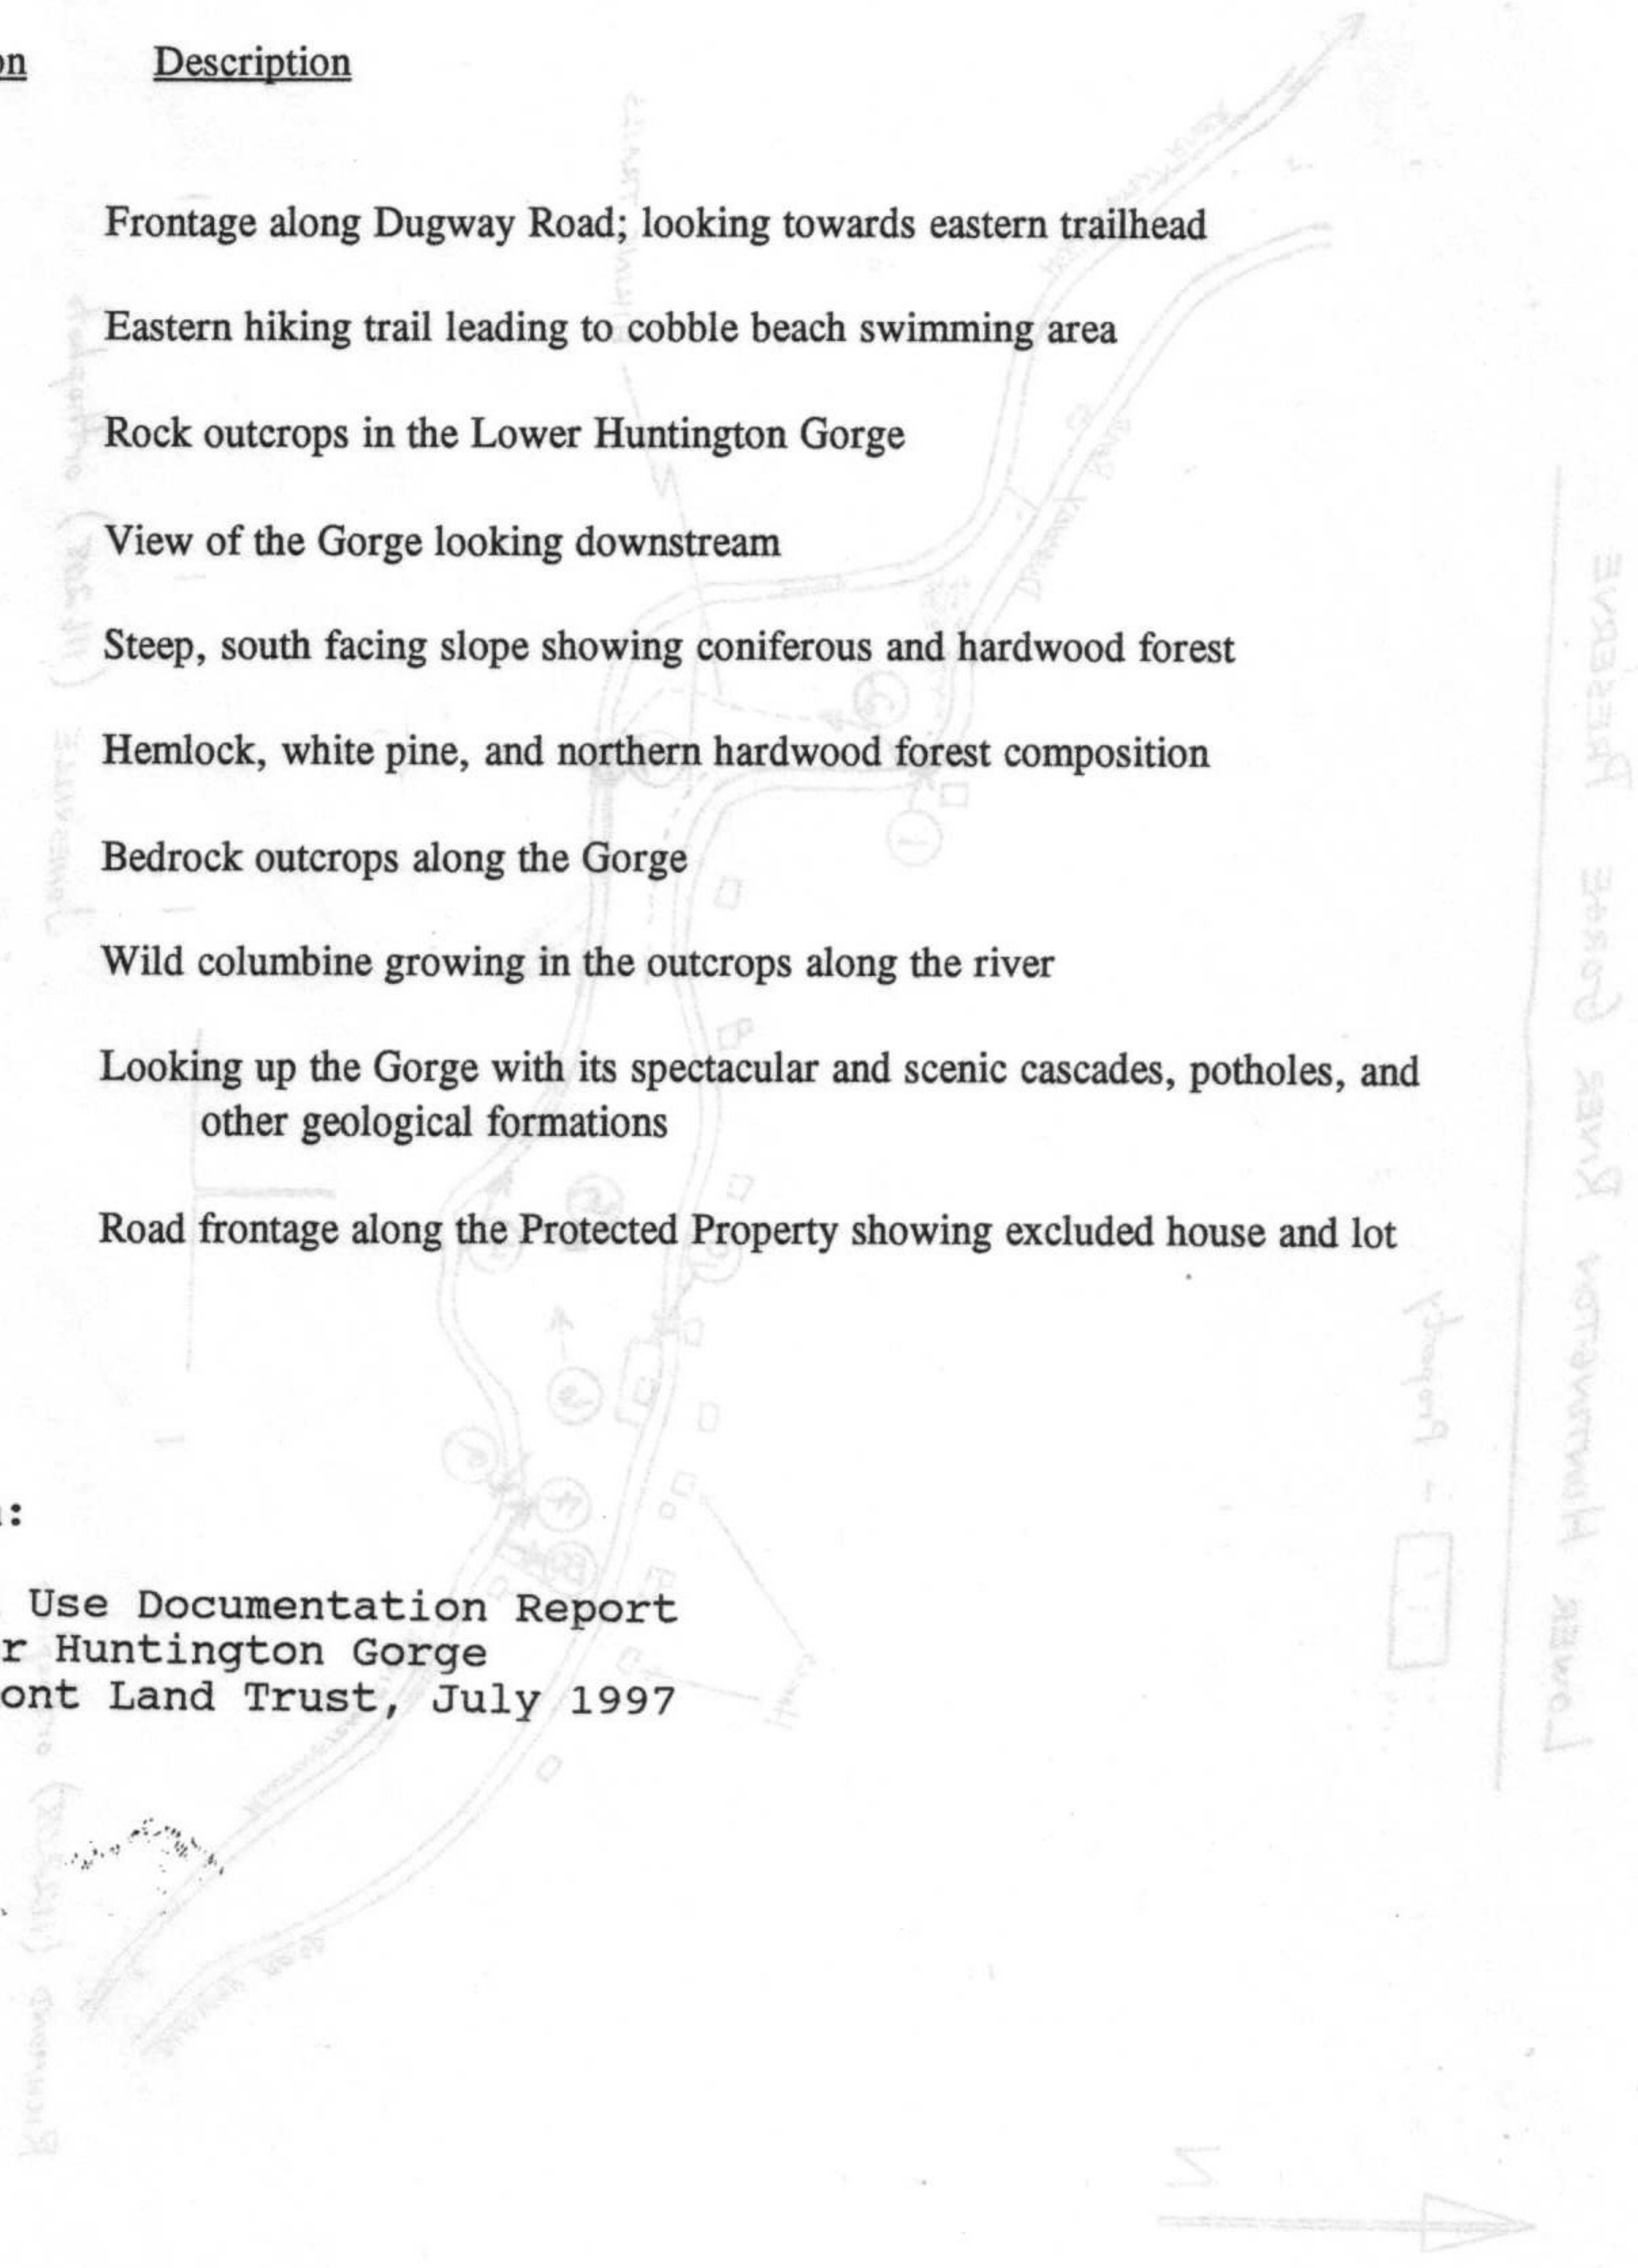 on Description
Frontage along Dugway Road; looking towards eastern trailhead
Eastern hiking trail leading to cobble beach swimming area
Rock outcrops in the Lower Huntington Gorge
View of the Gorge looking downstream
Steep, south facing slope showing coniferous and hardwood forest
Hemlock, white pine, and northern hardwood forest composition
Bedrock outcrops along the Gorge
Wild columbine growing in the outcrops along the river
Looking up the Gorge with its spectacular and scenic cascades, potholes, and
other geological formations
Road frontage along the Protected Property showing excluded house and lot
:
Use Documentation Report
r Huntington Gorge
ont Land Trust, July 1997
LOWER HUNTINGTON RIVER GORGE PRESERVE
- Property
N